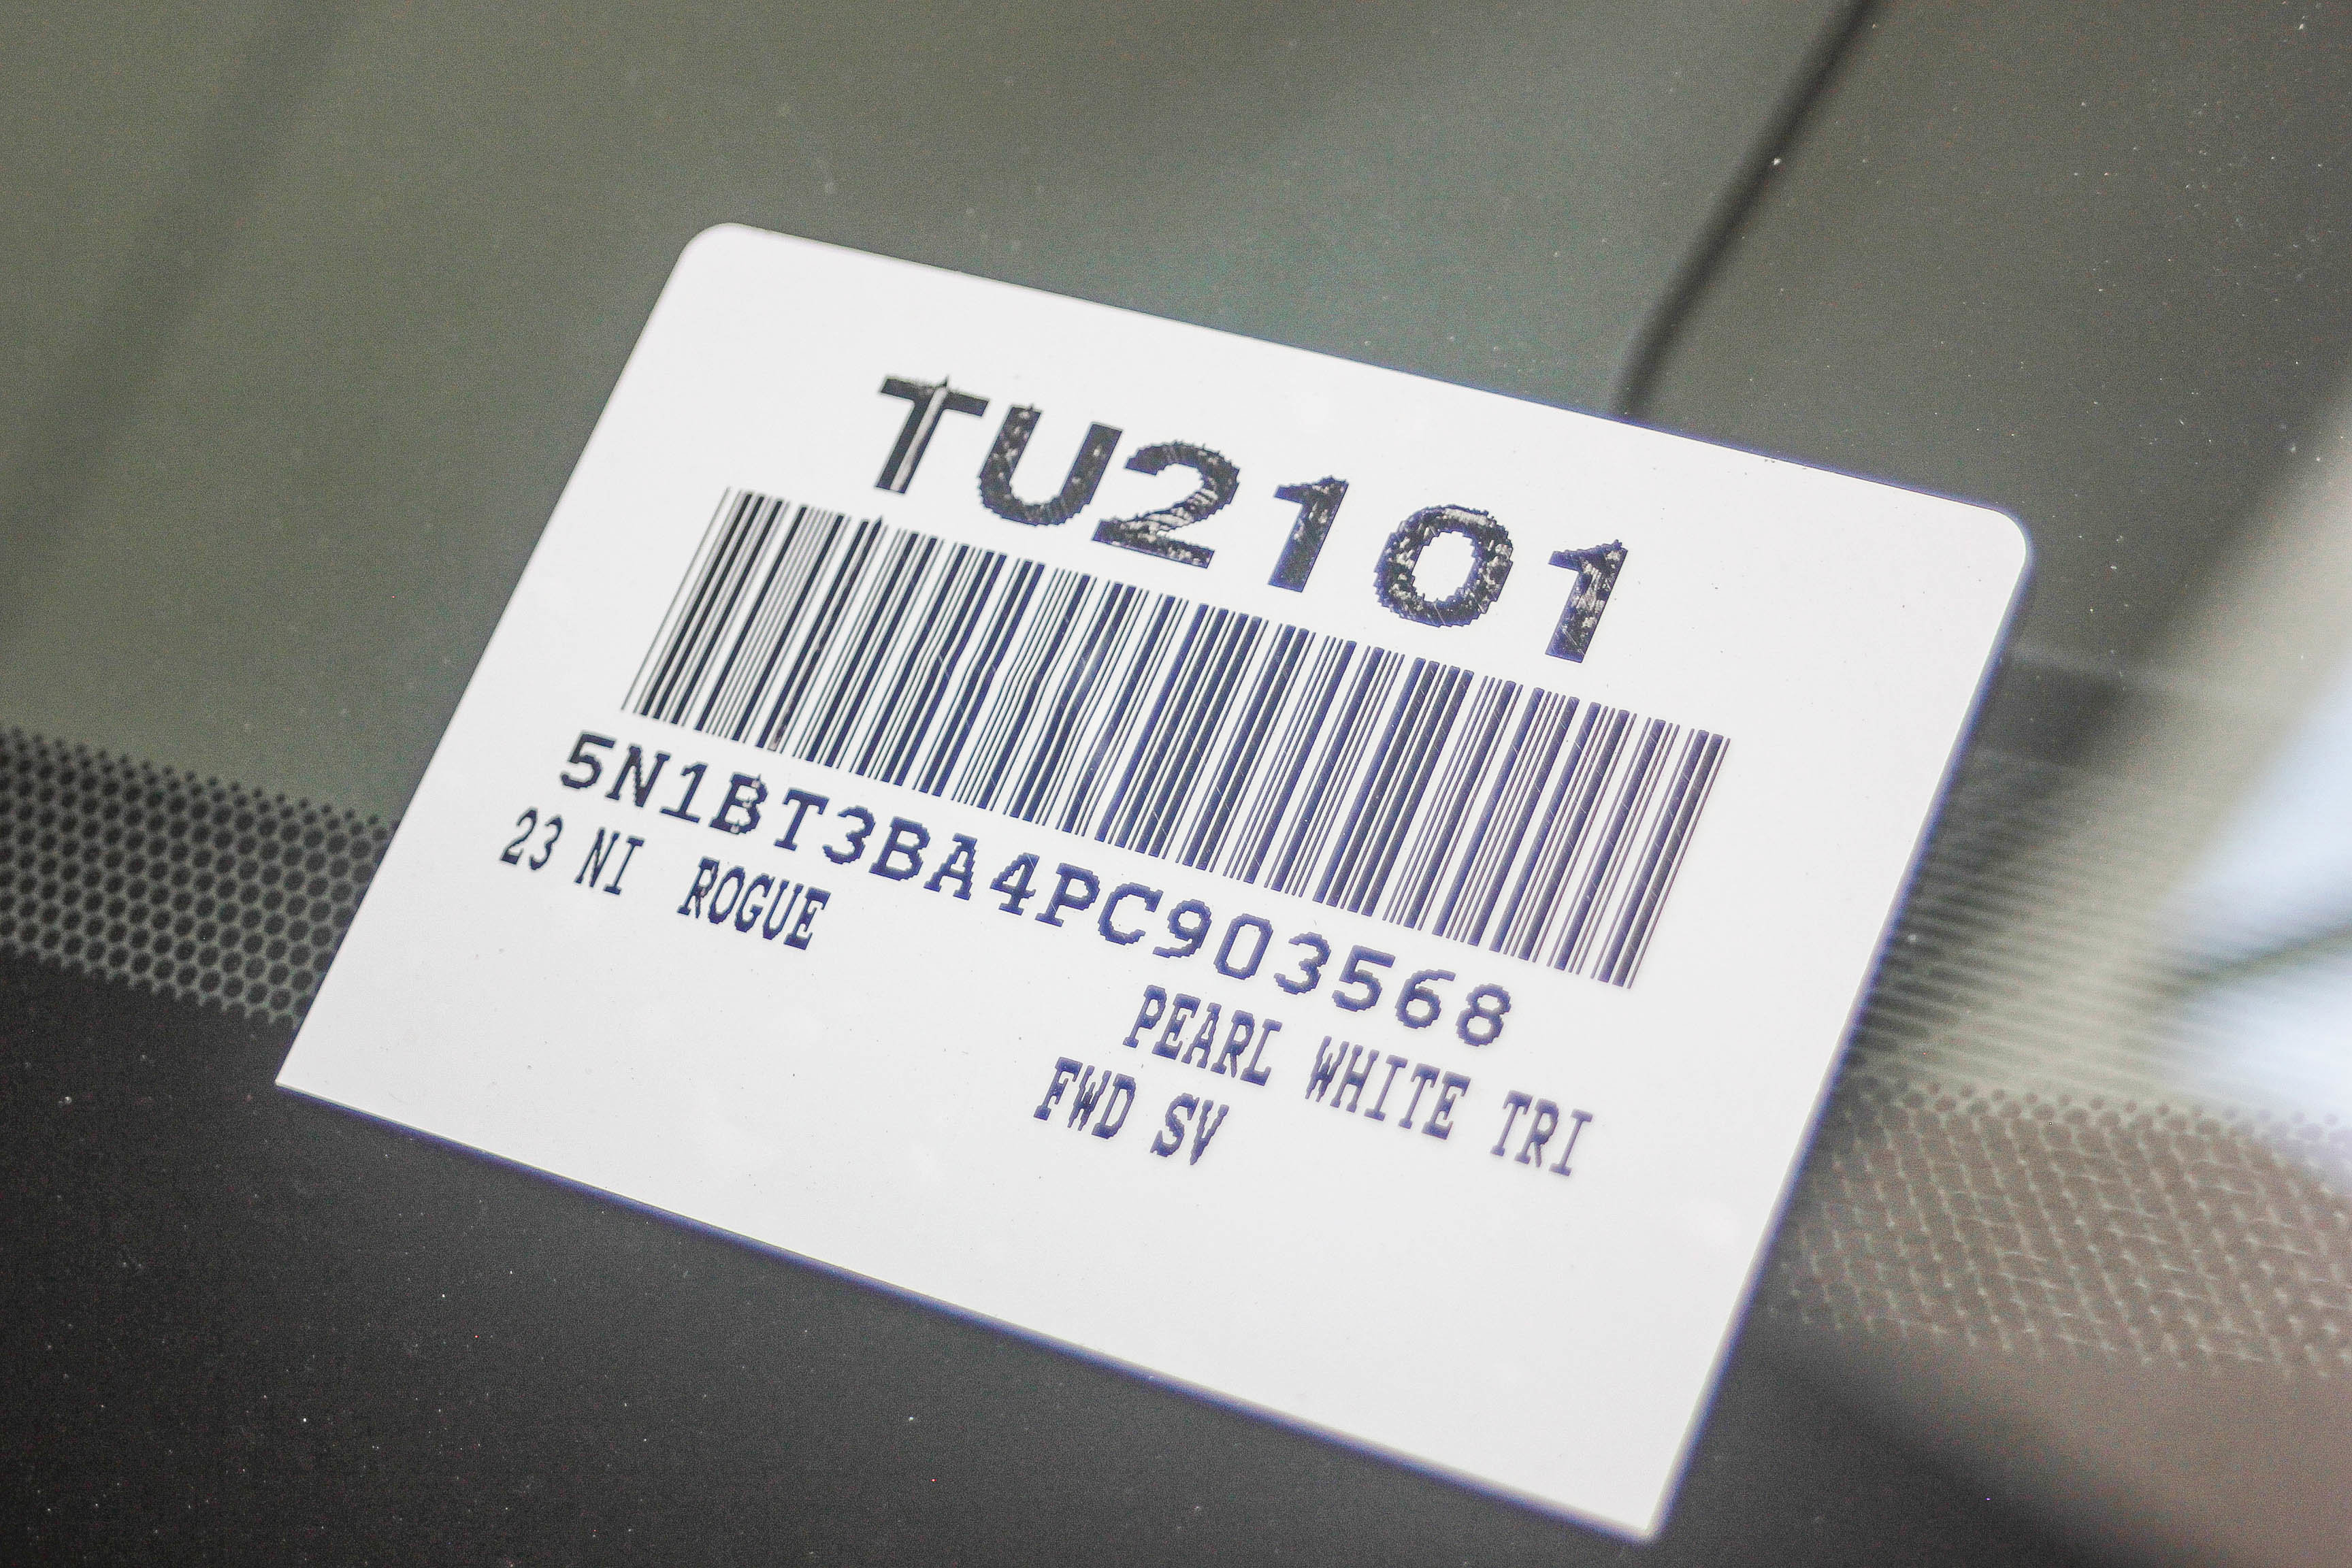 TU2101
5N1BT3BA4PC903568
23 NI ROGUE
PEARL WHITE TRI
FWD SV